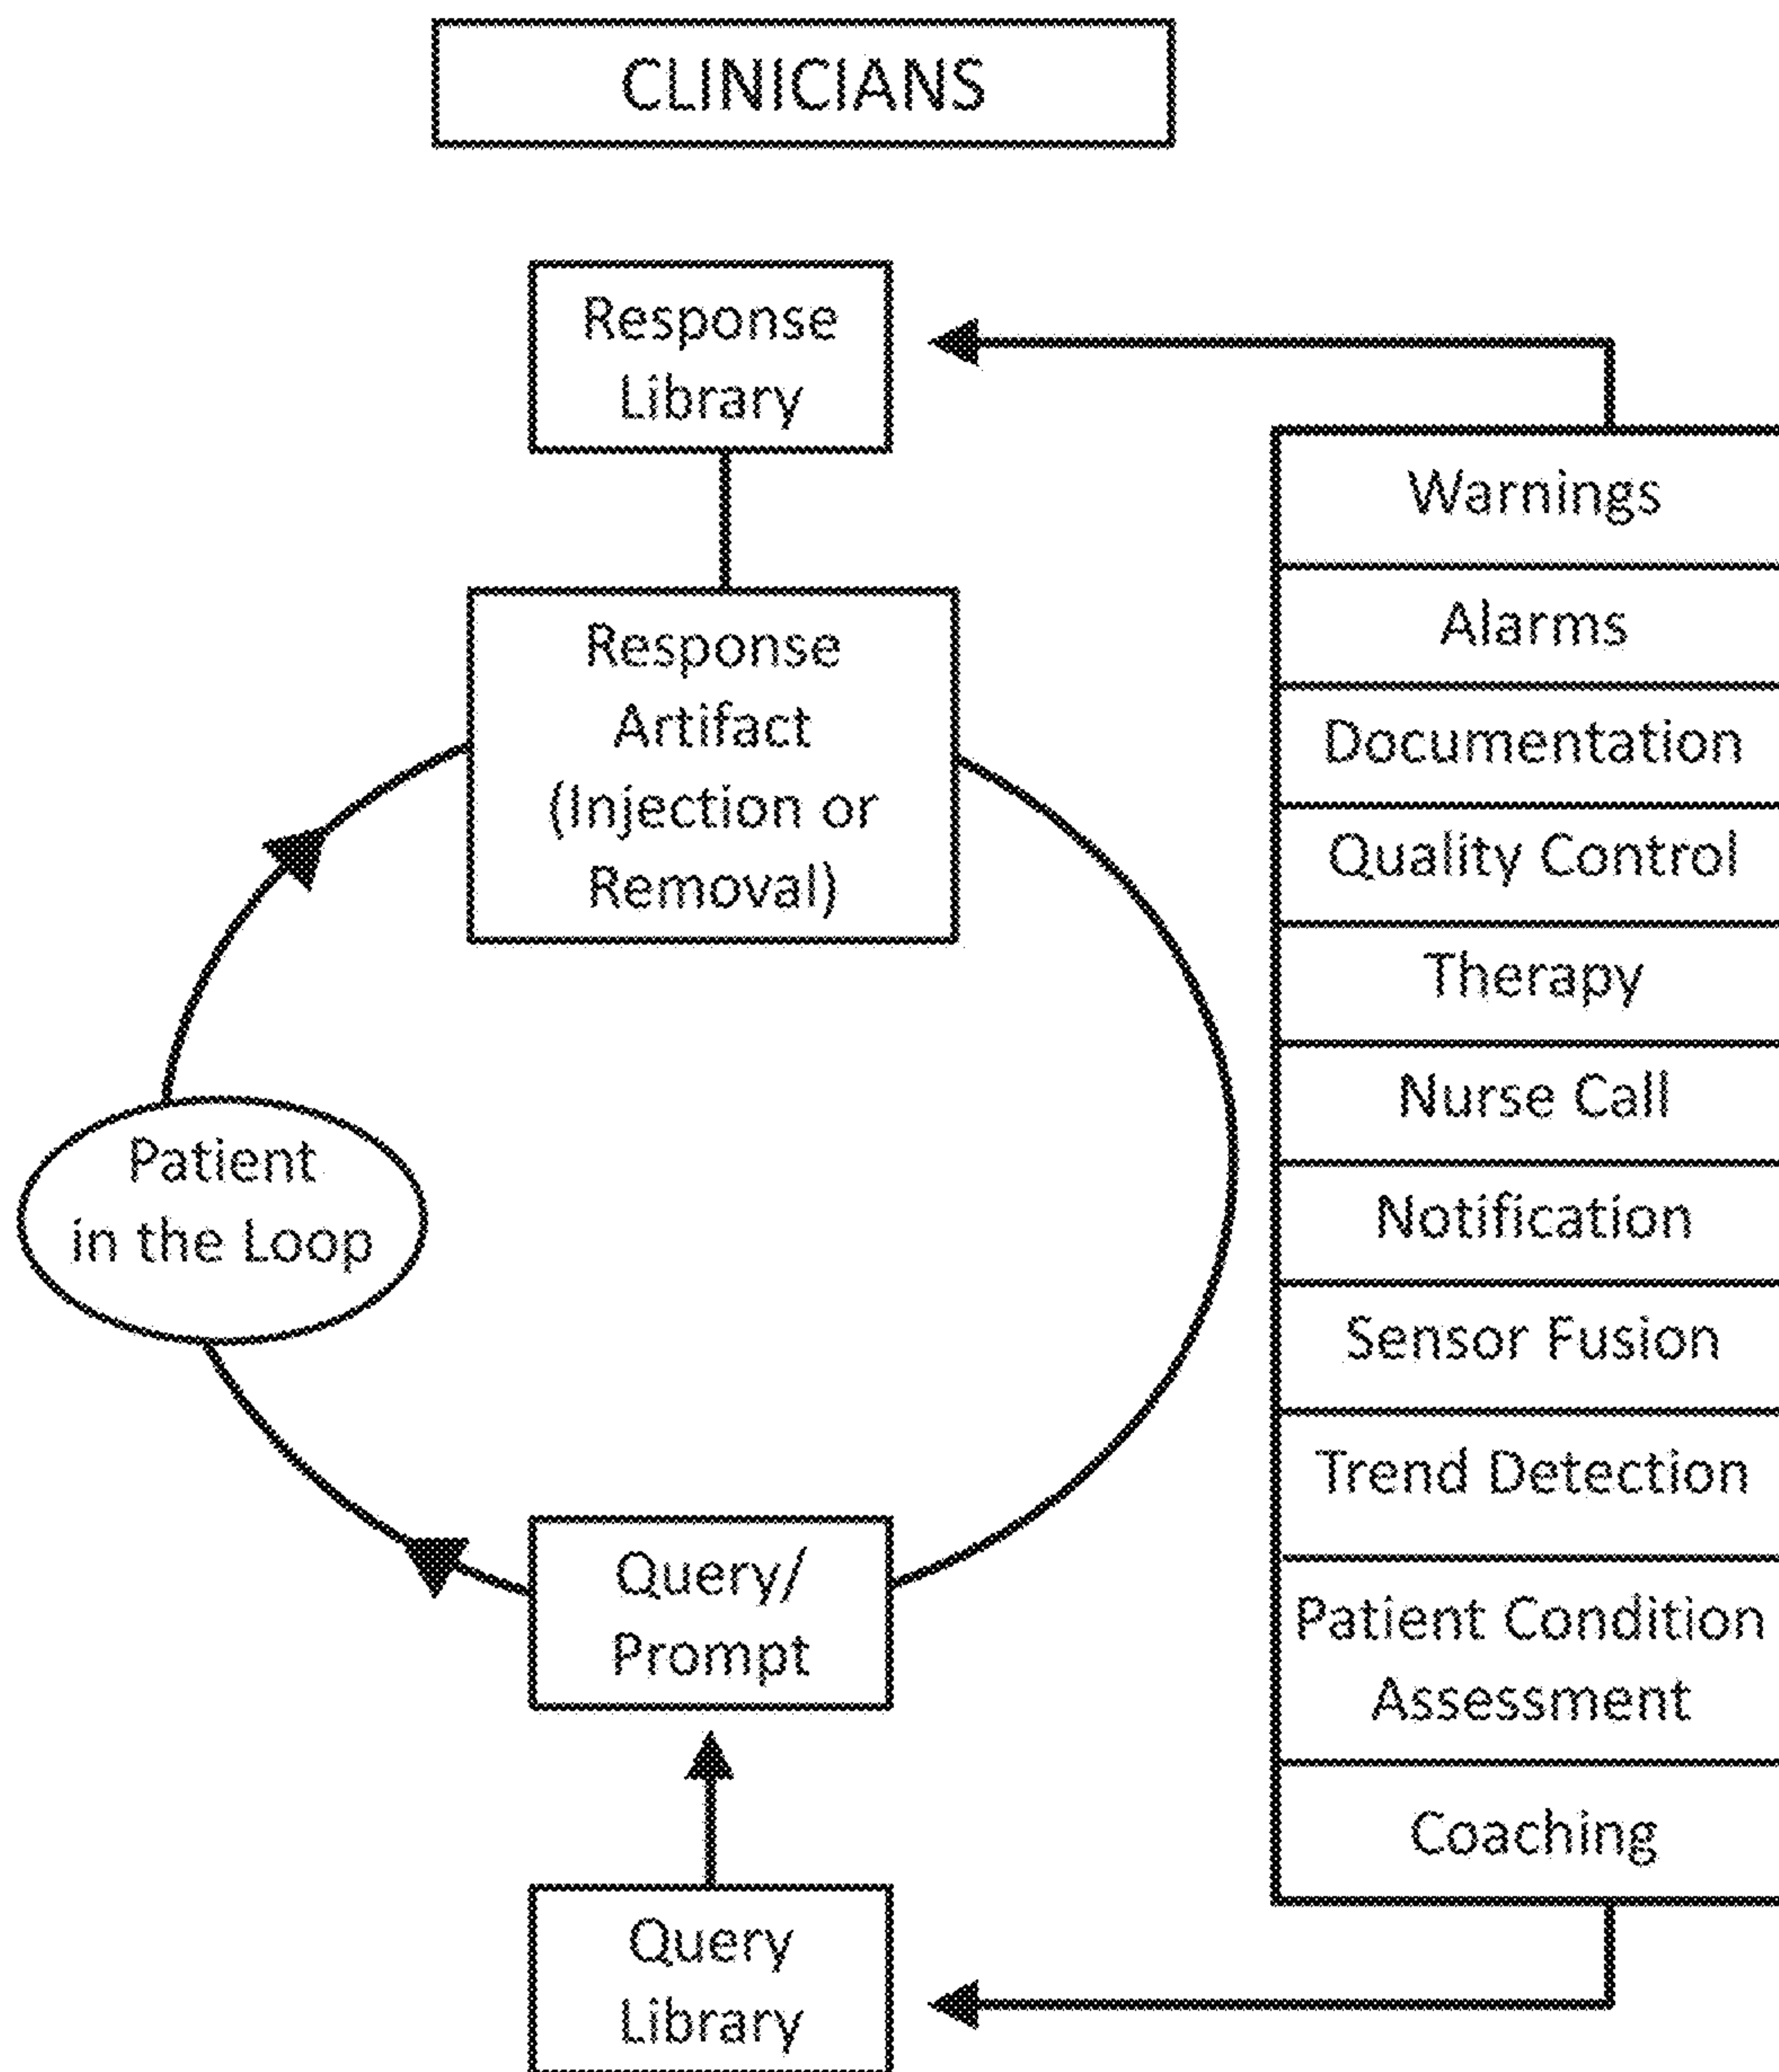 CLINICIANS
Response
Library
Response
Artifact
(Injection or
Removal)
Patient
in the Loop
Query/
Prompt
Query
Library
Warnings
Alarms
Documentation
Quality Control
Therapy
Nurse Call
Notification
Sensor Fusion
Trend Detection
Patient Condition
Assessment
Coaching